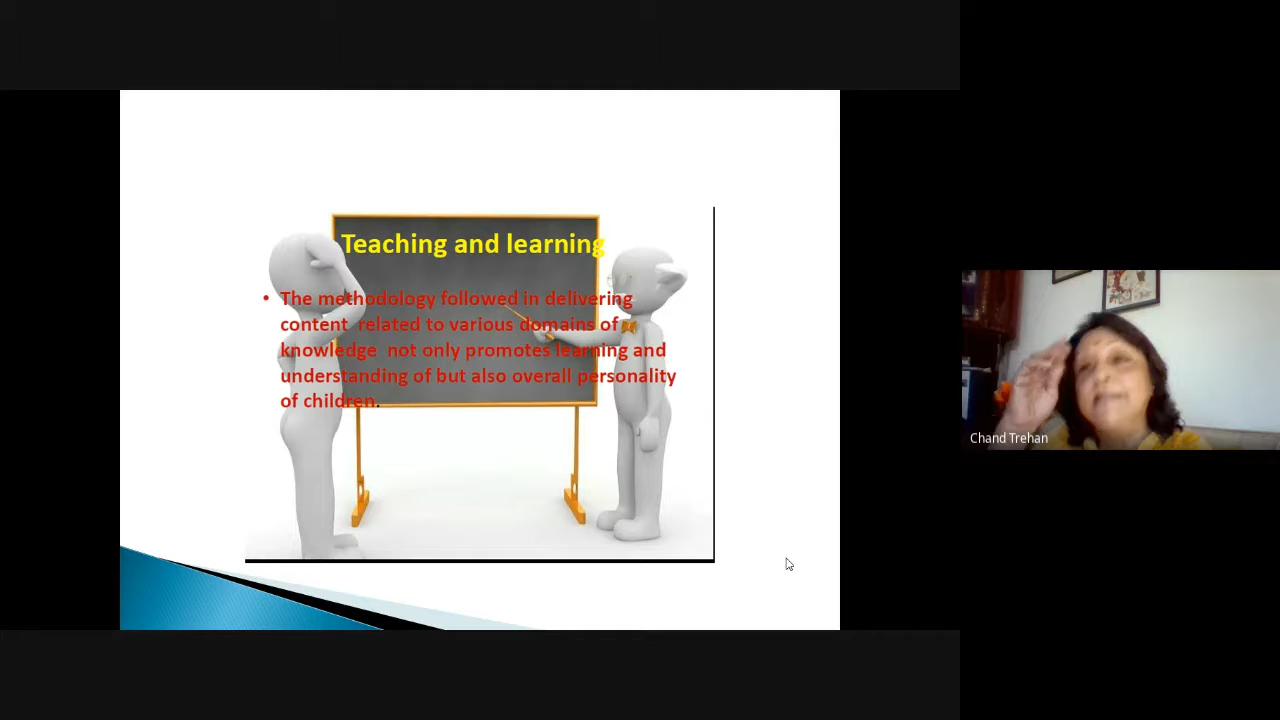 Teaching and learning
• The methodology followed in delivering
content related to various domains of
knowledge not only promotes learning and
understanding of but also overall personality
of children.
Chand Trehan